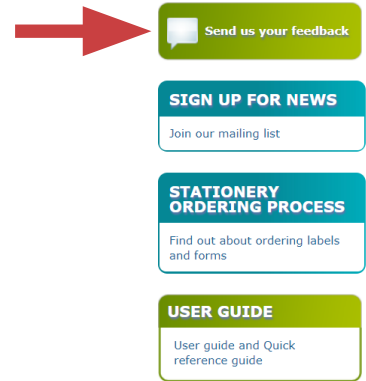 Send us your feedback
SIGN UP FOR NEWS
Join our mailing list
STATIONERY
ORDERING PROCESS
Find out about ordering labels
and forms
USER GUIDE
User guide and Quick
reference guide